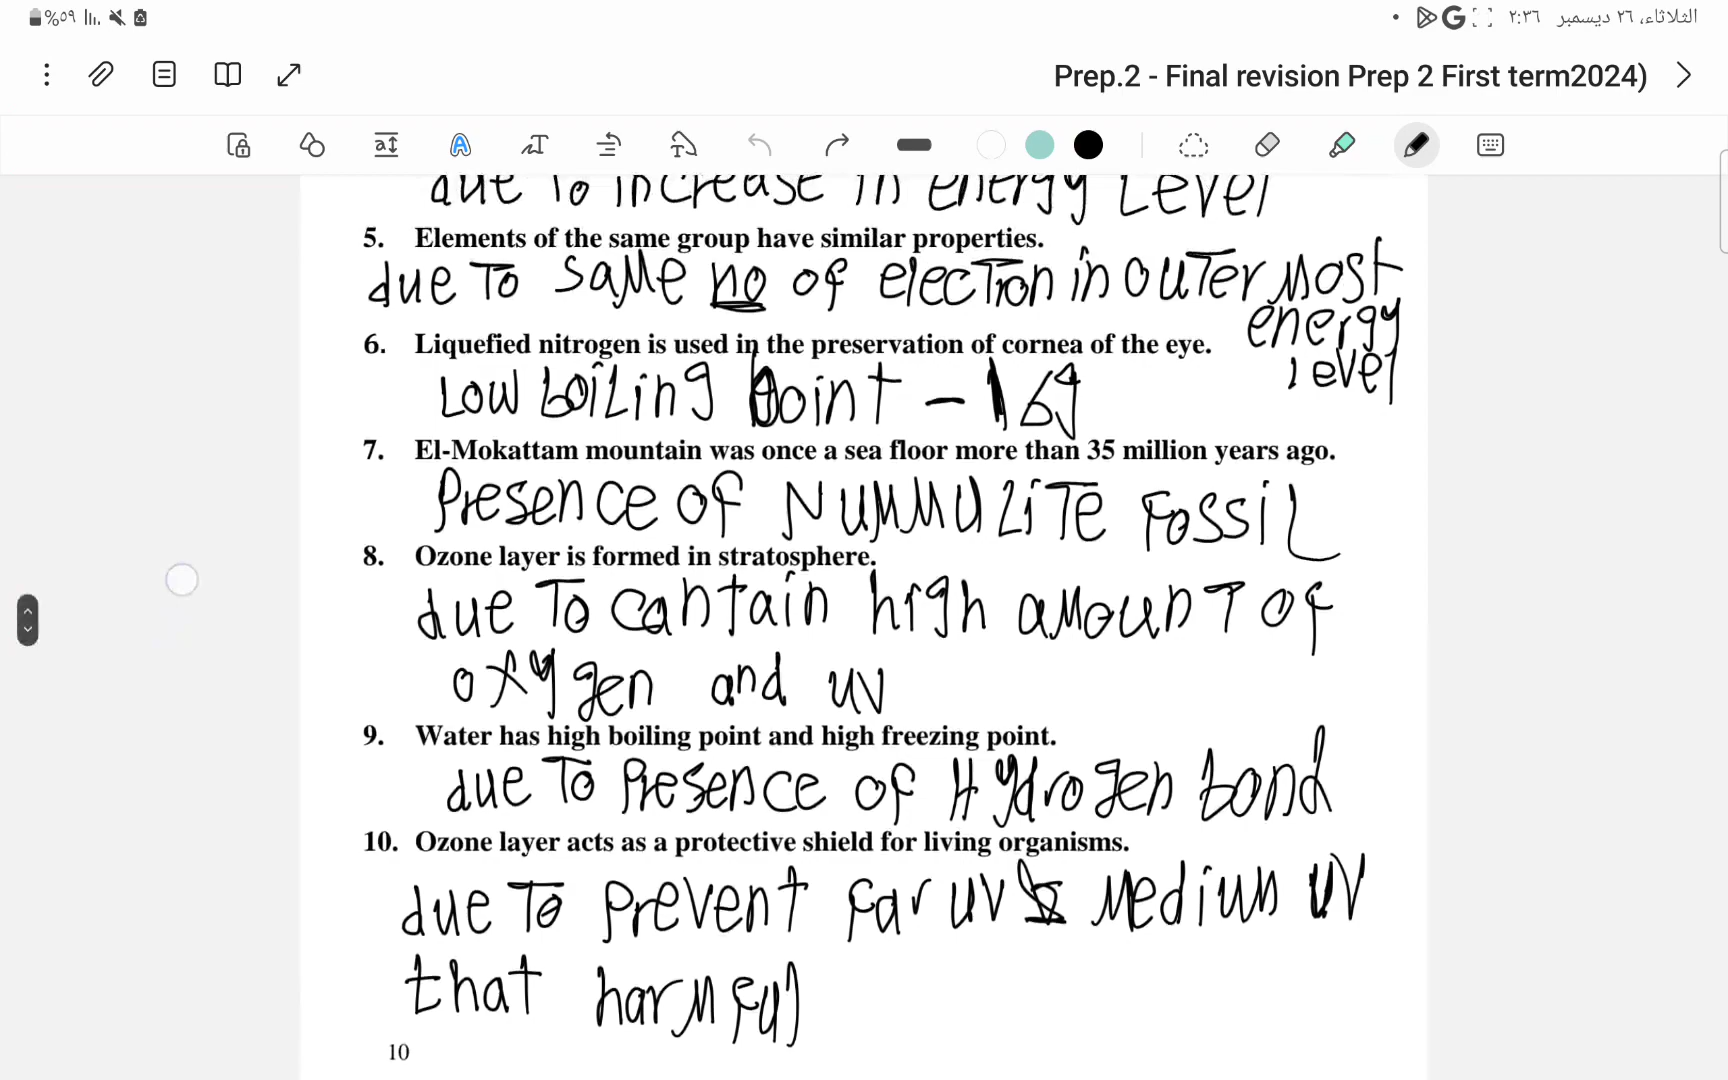 %٥٩
٢:٣٦ الثلاثاء، ٢٦ ديسمبر
Prep.2 - Final revision Prep 2 First term2024)
due To increase in energy Level
5. Elements of the same group have similar properties.
due To same no of electron in outer most
energy
level
6. Liquefied nitrogen is used in the preservation of cornea of the eye.
Low boiling point - 169
7. El-Mokattam mountain was once a sea floor more than 35 million years ago.
Presence of NUMMULiTE Fossil
8. Ozone layer is formed in stratosphere.
due To cantain high amount of
oxygen and UV
9. Water has high boiling point and high freezing point.
due To Presence of Hydrogen bond
10. Ozone layer acts as a protective shield for living organisms.
due To Prevent Far UV & Medium UV
that harmful
10